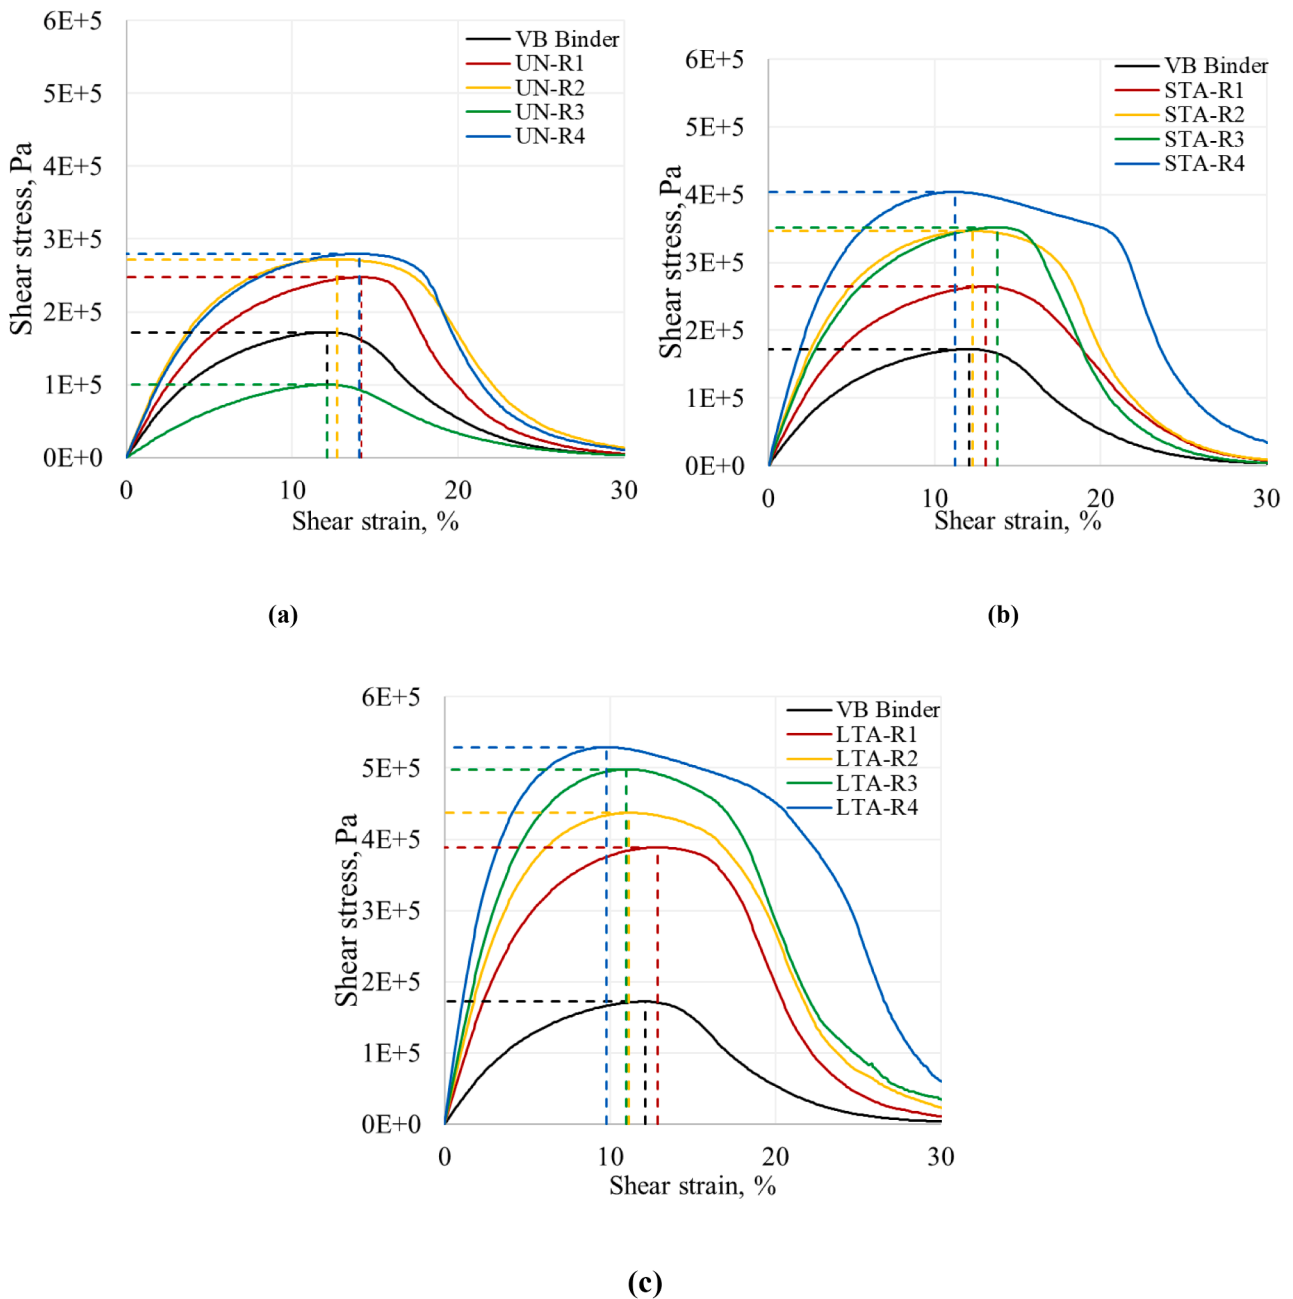 6E+5
5E+5
4E+5
3E+5
2E+5
1E+5
0E+0
Shear stress, Pa
VB Binder
UN-R1
UN-R2
UN-R3
UN-R4
0
10
20
30
Shear strain, %
(a)
6E+5
5E+5
4E+5
3E+5
2E+5
1E+5
0E+0
Shear stress, Pa
VB Binder
STA-R1
STA-R2
STA-R3
STA-R4
0
10
20
30
Shear strain, %
(b)
6E+5
5E+5
4E+5
3E+5
2E+5
1E+5
0E+0
Shear stress, Pa
VB Binder
LTA-R1
LTA-R2
LTA-R3
LTA-R4
0
10
20
30
Shear strain, %
(c)